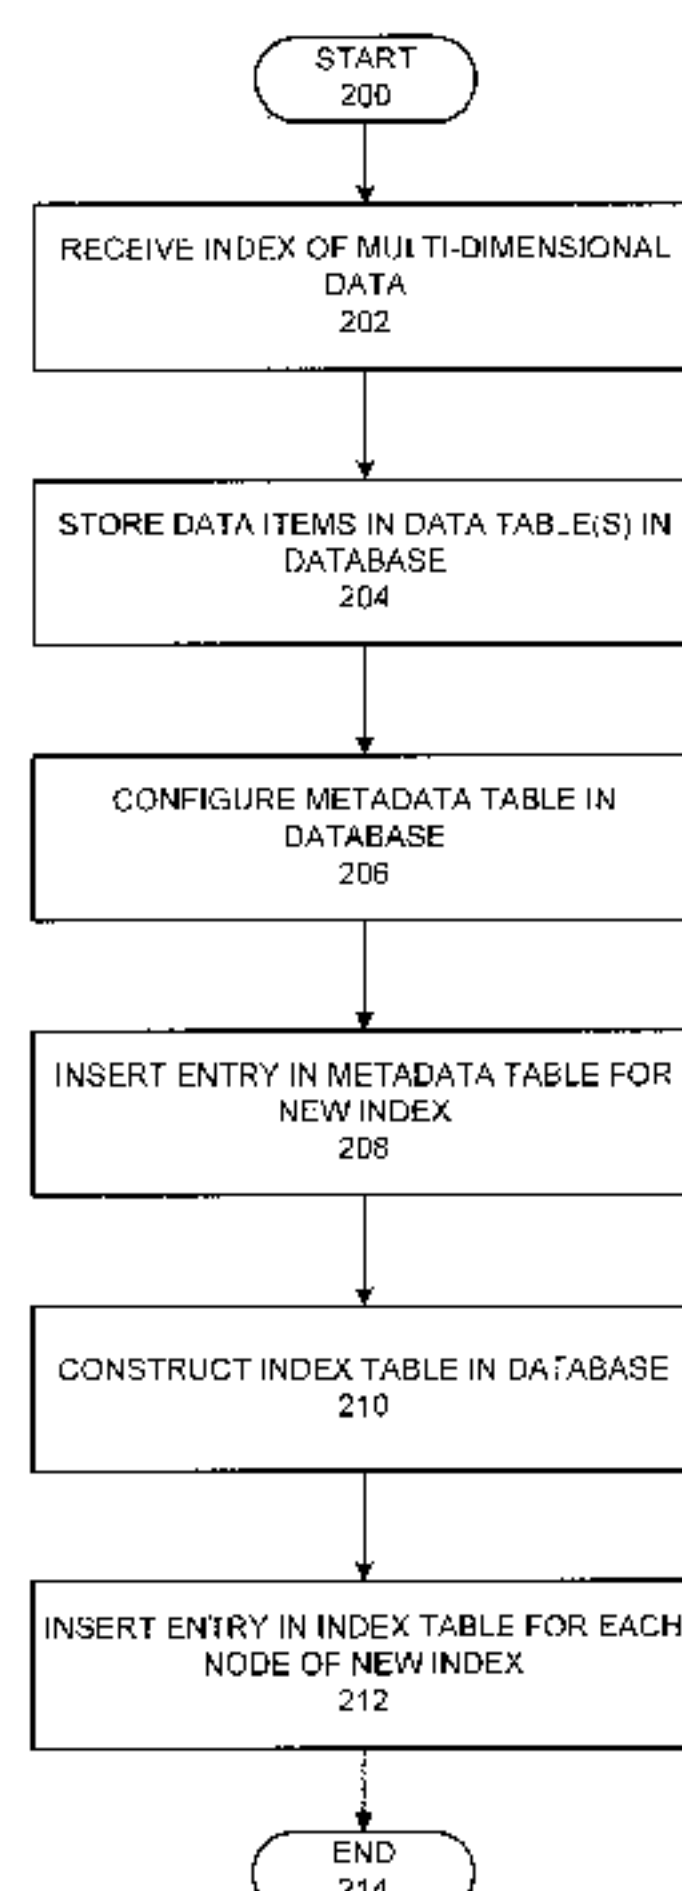 START
200
RECEIVE INDEX OF MULTI-DIMENSIONAL
DATA
202
STORE DATA ITEMS IN DATA TABLE(S) IN
DATABASE
204
CONFIGURE METADATA TABLE IN
DATABASE
206
INSERT ENTRY IN METADATA TABLE FOR
NEW INDEX
208
CONSTRUCT INDEX TABLE IN DATABASE
210
INSERT ENTRY IN INDEX TABLE FOR EACH
NODE OF NEW INDEX
212
END
214